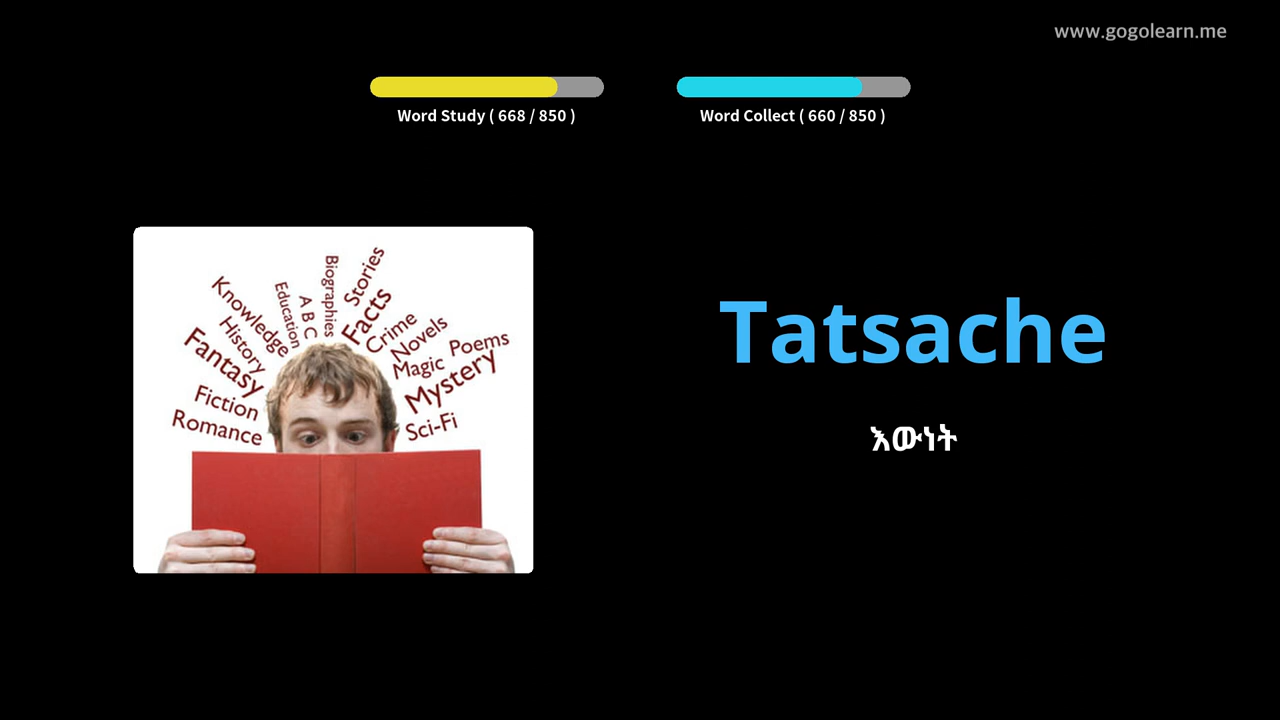 www.gogolearn.me
Word Study ( 668 / 850 )
Word Collect ( 660 / 850 )
Biographies
Stories
Knowledge
Education
A B C
Facts
History
Crime
Novels
Fantasy
Magic
Poems
Mystery
Fiction
Romance
Sci-Fi
Tatsache
እውነት